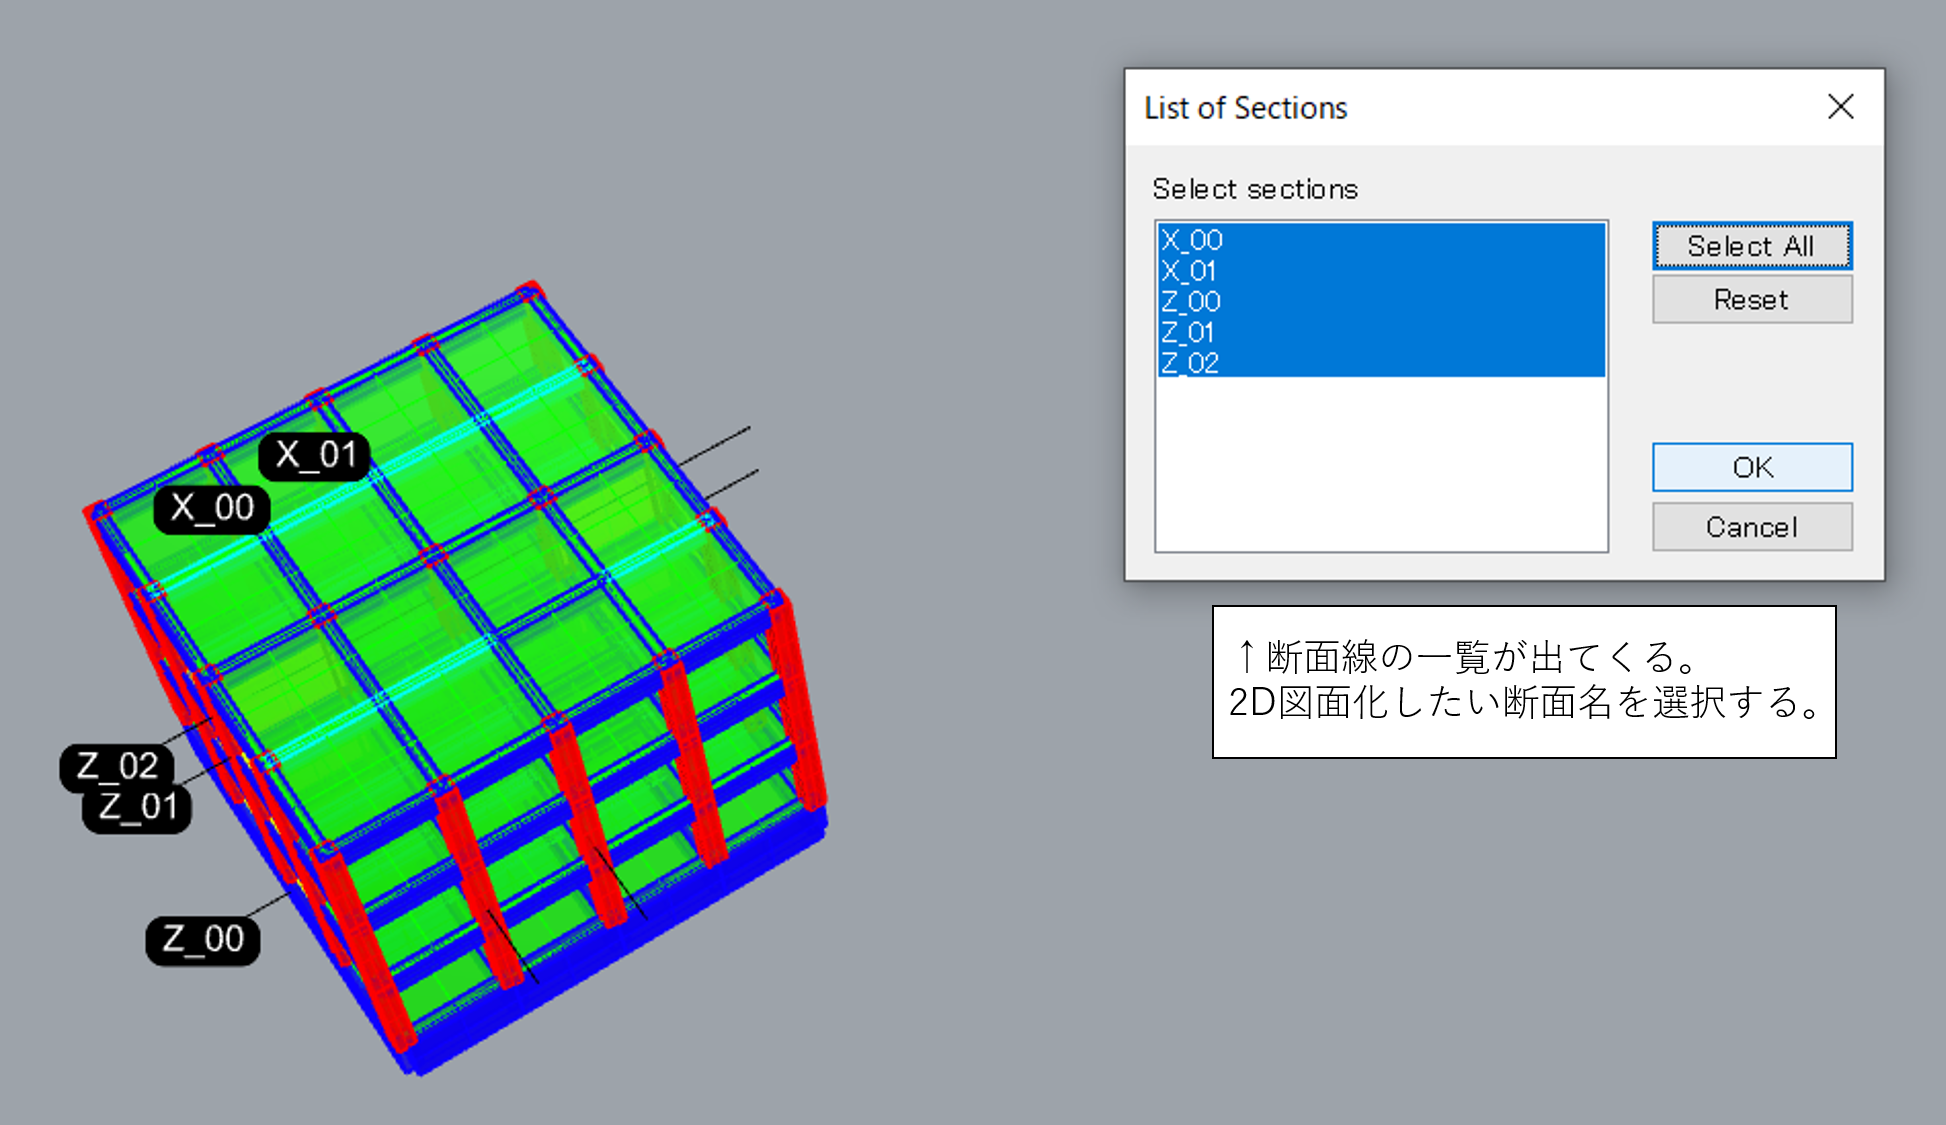 List of Sections
Select sections
X_00
X_01
Z_00
Z_01
Z_02
Select All
Reset
OK
Cancel
↑断面線の一覧が出てくる。
2D図面化したい断面名を選択する。
X_01
X_00
Z_02
Z_01
Z_00